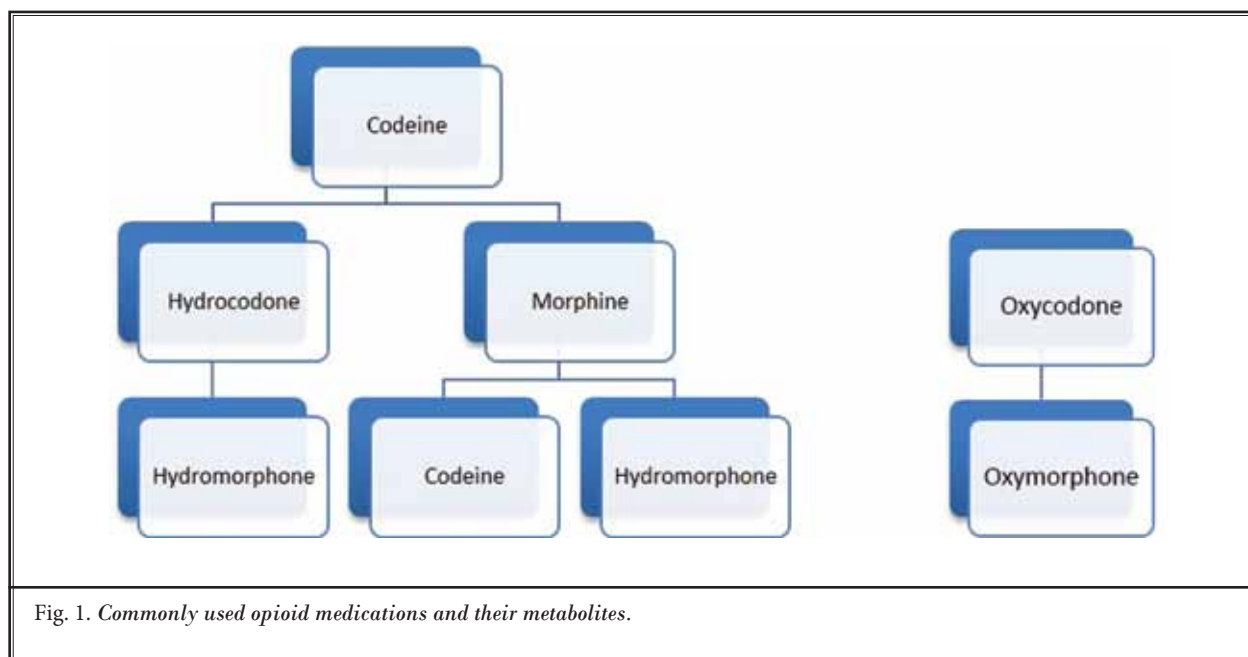 Codeine
Hydrocodone
Morphine
Oxycodone
Hydromorphone
Codeine
Hydromorphone
Oxymorphone
Fig. 1. Commonly used opioid medications and their metabolites.